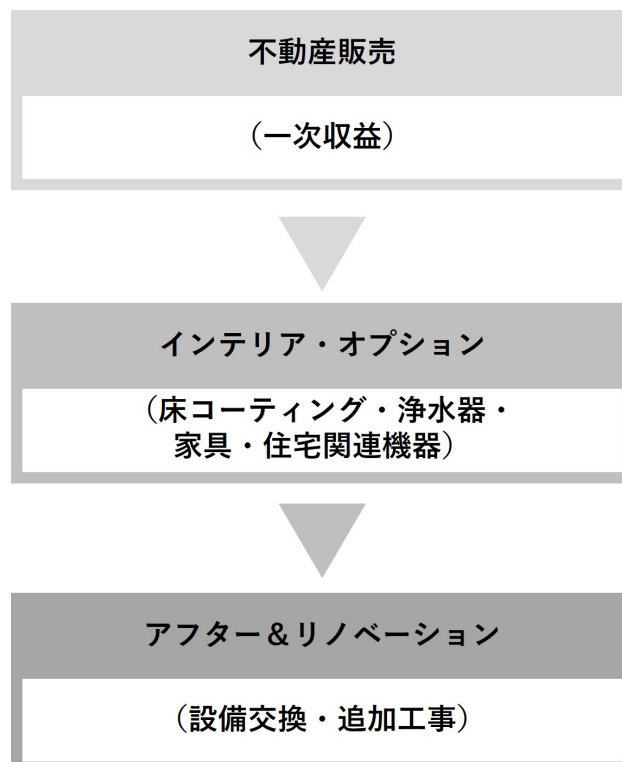 不動産販売
（一次収益）
インテリア・オプション
（床コーティング・浄水器・
家具・住宅関連機器）
アフター＆リノベーション
（設備交換・追加工事）